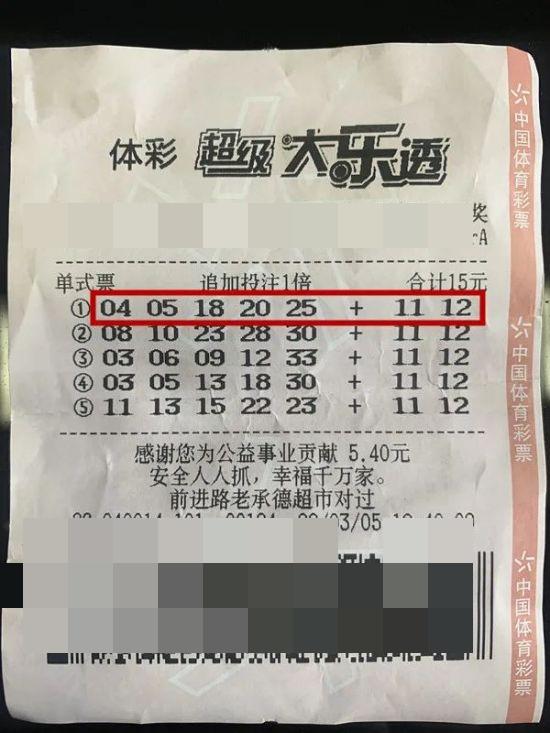 体彩 超级大乐透
奖
单式票 追加投注1倍 合计15元
① 04 05 18 20 25 + 11 12
② 08 10 23 28 30 + 11 12
③ 03 06 09 12 33 + 11 12
④ 03 05 13 18 30 + 11 12
⑤ 11 13 15 22 23 + 11 12
感谢您为公益事业贡献 5.40元
安全人人抓，幸福千万家。
前进路老承德超市对过
中国体育彩票
中国体育彩票
中国体育彩票